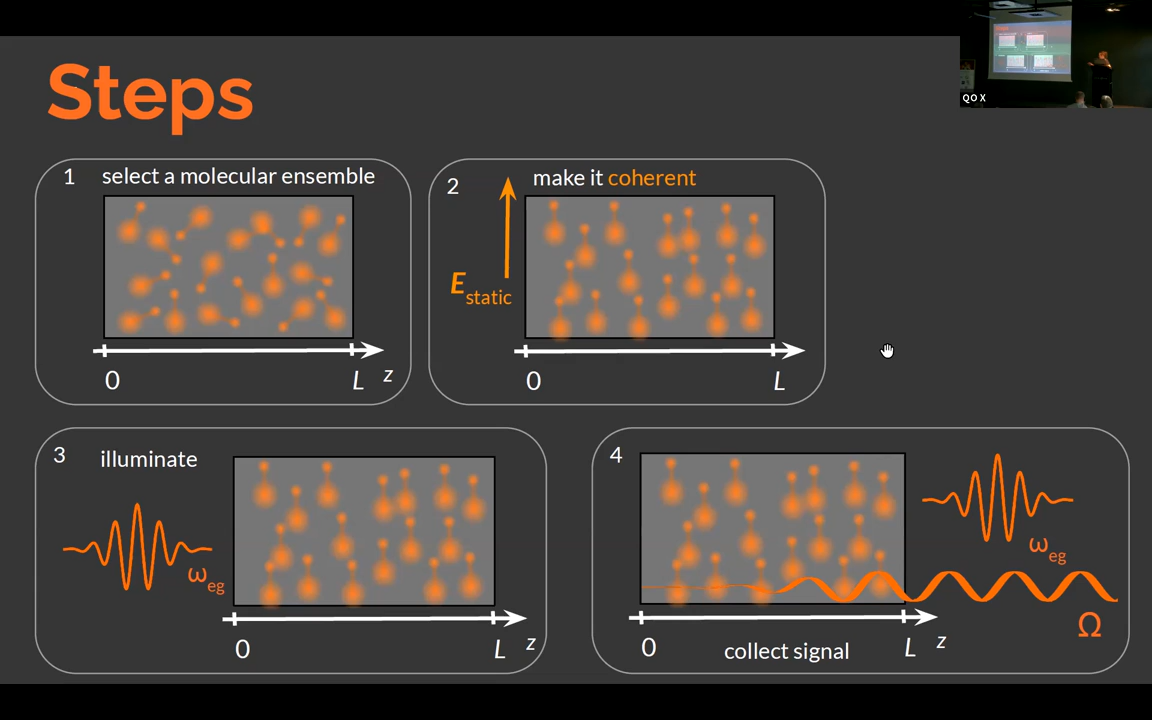 Steps
QO X
1 select a molecular ensemble
0 L z
2 make it coherent
E static
0 L
3 illuminate
ω eg
0 L z
4
ω eg
Ω
0 collect signal L z